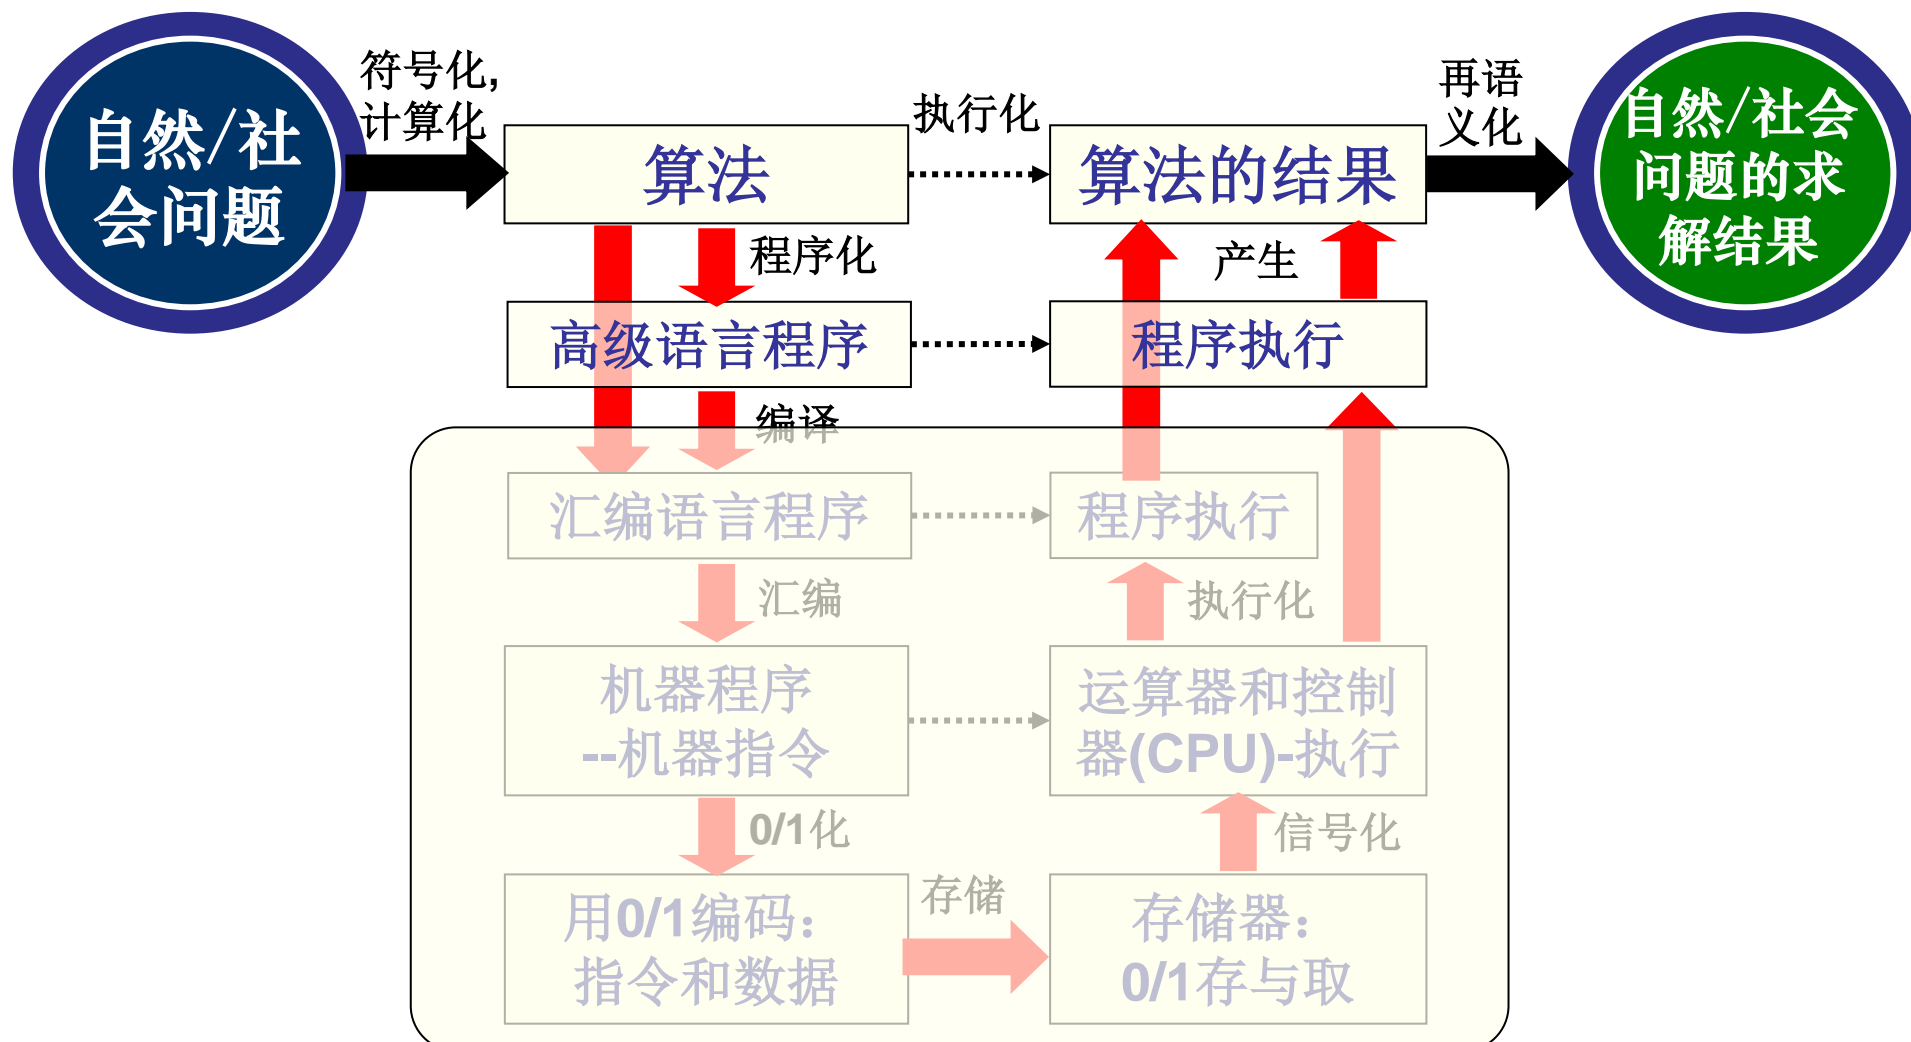 自然/社
会问题
符号化,
计算化
算法
执行化
算法的结果
再语
义化
自然/社会
问题的求
解结果
程序化
产生
高级语言程序
程序执行
编译
汇编语言程序
程序执行
汇编
执行化
机器程序
--机器指令
运算器和控制
器(CPU)-执行
0/1化
信号化
用0/1编码：
指令和数据
存储
存储器：
0/1存与取